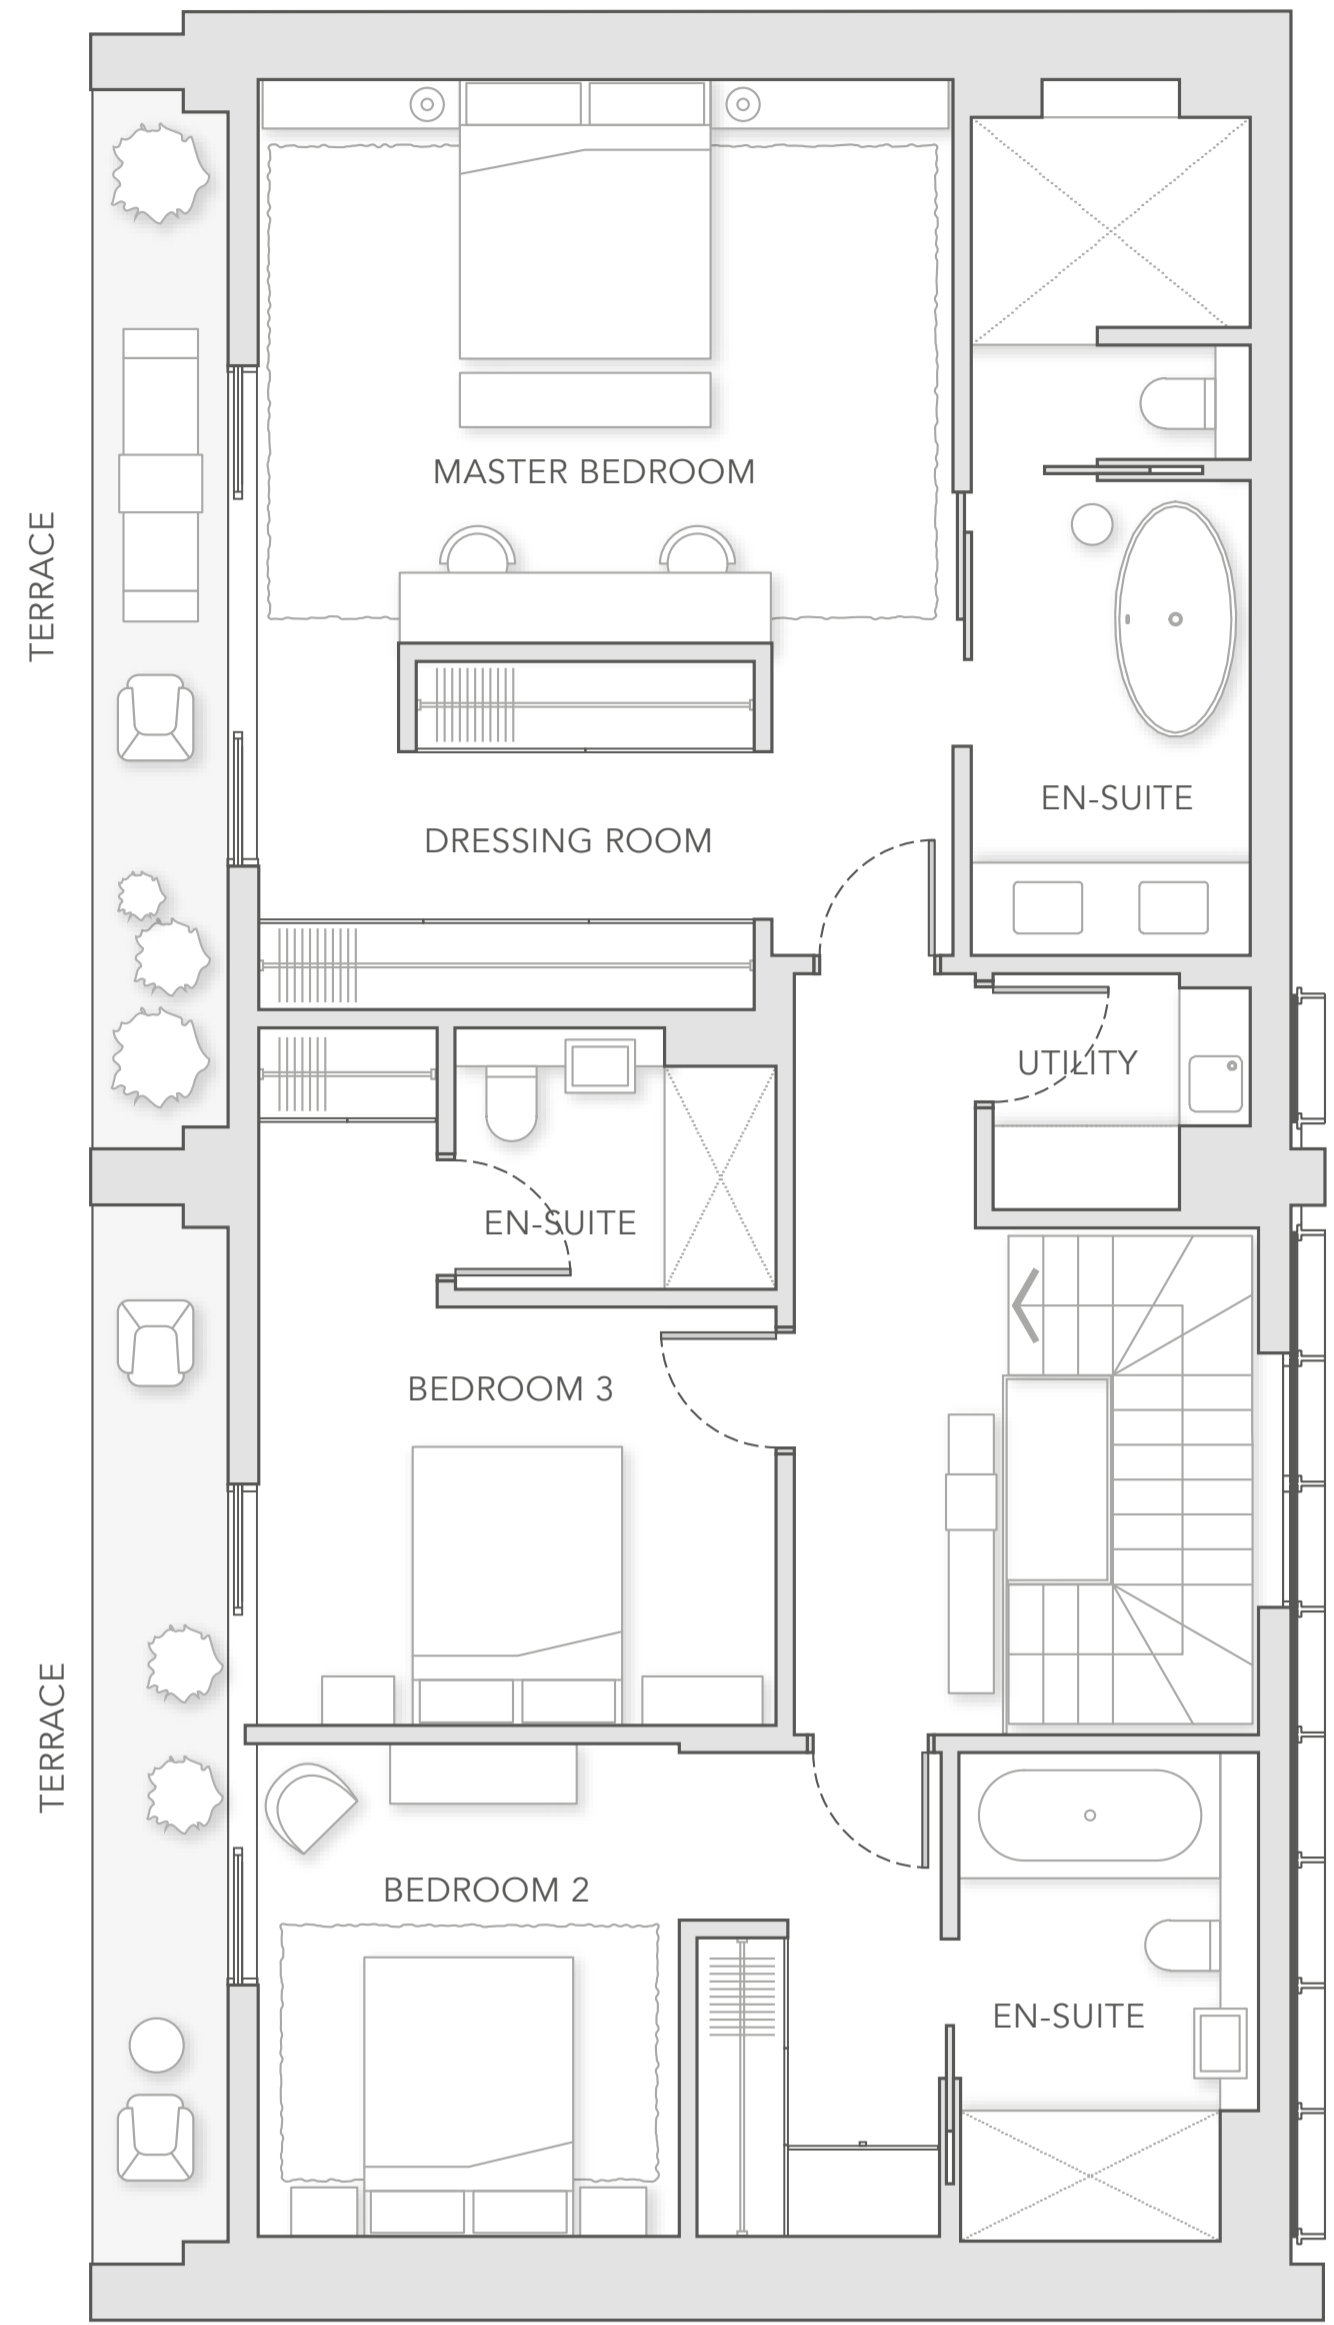 MASTER BEDROOM
TERRACE
EN-SUITE
DRESSING ROOM
UTILITY
EN-SUITE
BEDROOM 3
TERRACE
BEDROOM 2
EN-SUITE